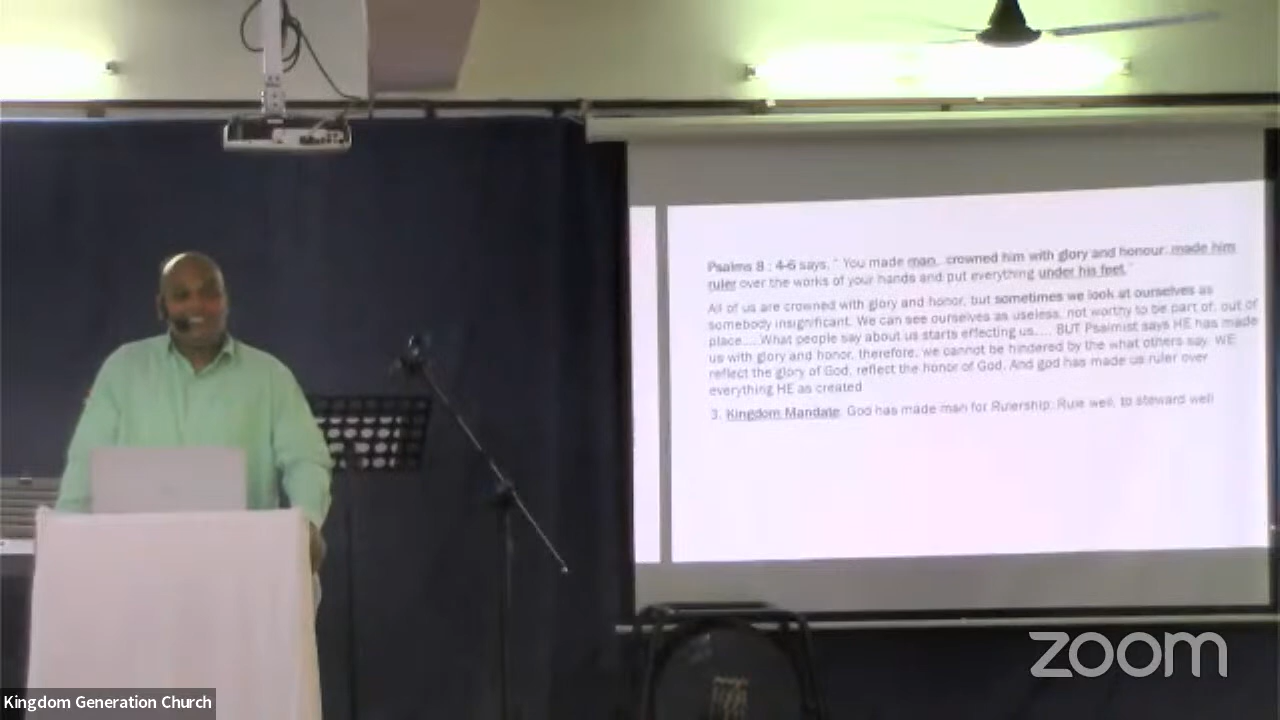 Psalms 8 : 4-6 says, " You made man.. crowned him with glory and honour. made him
ruler over the works of your hands and put everything under his feet."
All of us are crowned with glory and honor, but sometimes we look at ourselves as
somebody insignificant. We can see ourselves as useless, not worthy to be part of, out of
place.... What people say about us starts effecting us.... BUT Psalmist says HE has made
us with glory and honor, therefore, we cannot be hindered by the what others say. WE
reflect the glory of God, reflect the honor of God. And god has made us ruler over
everything HE as created
3. Kingdom Mandate. God has made man for Rulership: Rule well, to steward well
zoom
Kingdom Generation Church